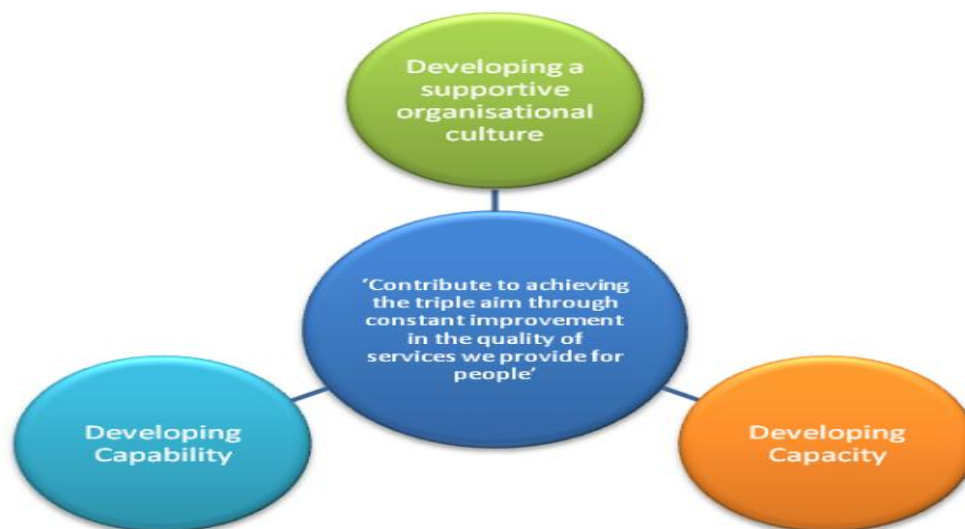 Developing a
supportive
organisational
culture
‘Contribute to achieving
the triple aim through
constant improvement
in the quality of
services we provide for
people’
Developing
Capability
Developing
Capacity